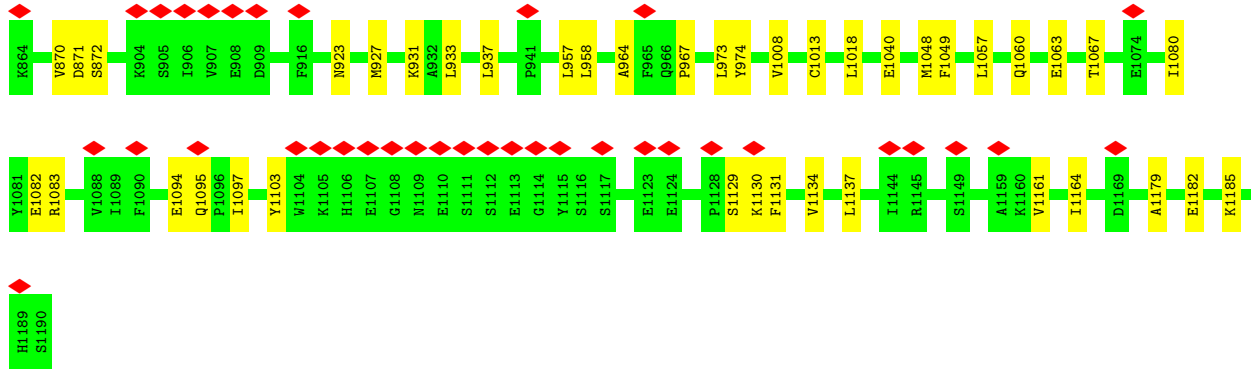 K864 V870 D871 S872 K904 S905 I906 V907 E908 D909 F916 N923 M927 K931 A932 L933 L937 P941 L957 L958 A964 F965 Q966 P967 L973 Y974 V1008 C1013 L1018 E1040 M1048 F1049 L1057 Q1060 E1063 T1067 E1074 I1080
Y1081 E1082 R1083 V1088 I1089 F1090 E1094 Q1095 P1096 I1097 Y1103 W1104 K1105 H1106 E1107 G1108 N1109 E1110 S1111 S1112 E1113 G1114 Y1115 S1116 S1117 E1123 E1124 P1128 S1129 K1130 F1131 V1134 L1137 I1144 R1145 S1149 A1159 K1160 V1161 I1164 D1169 A1179 E1182 K1185
H1189 S1190